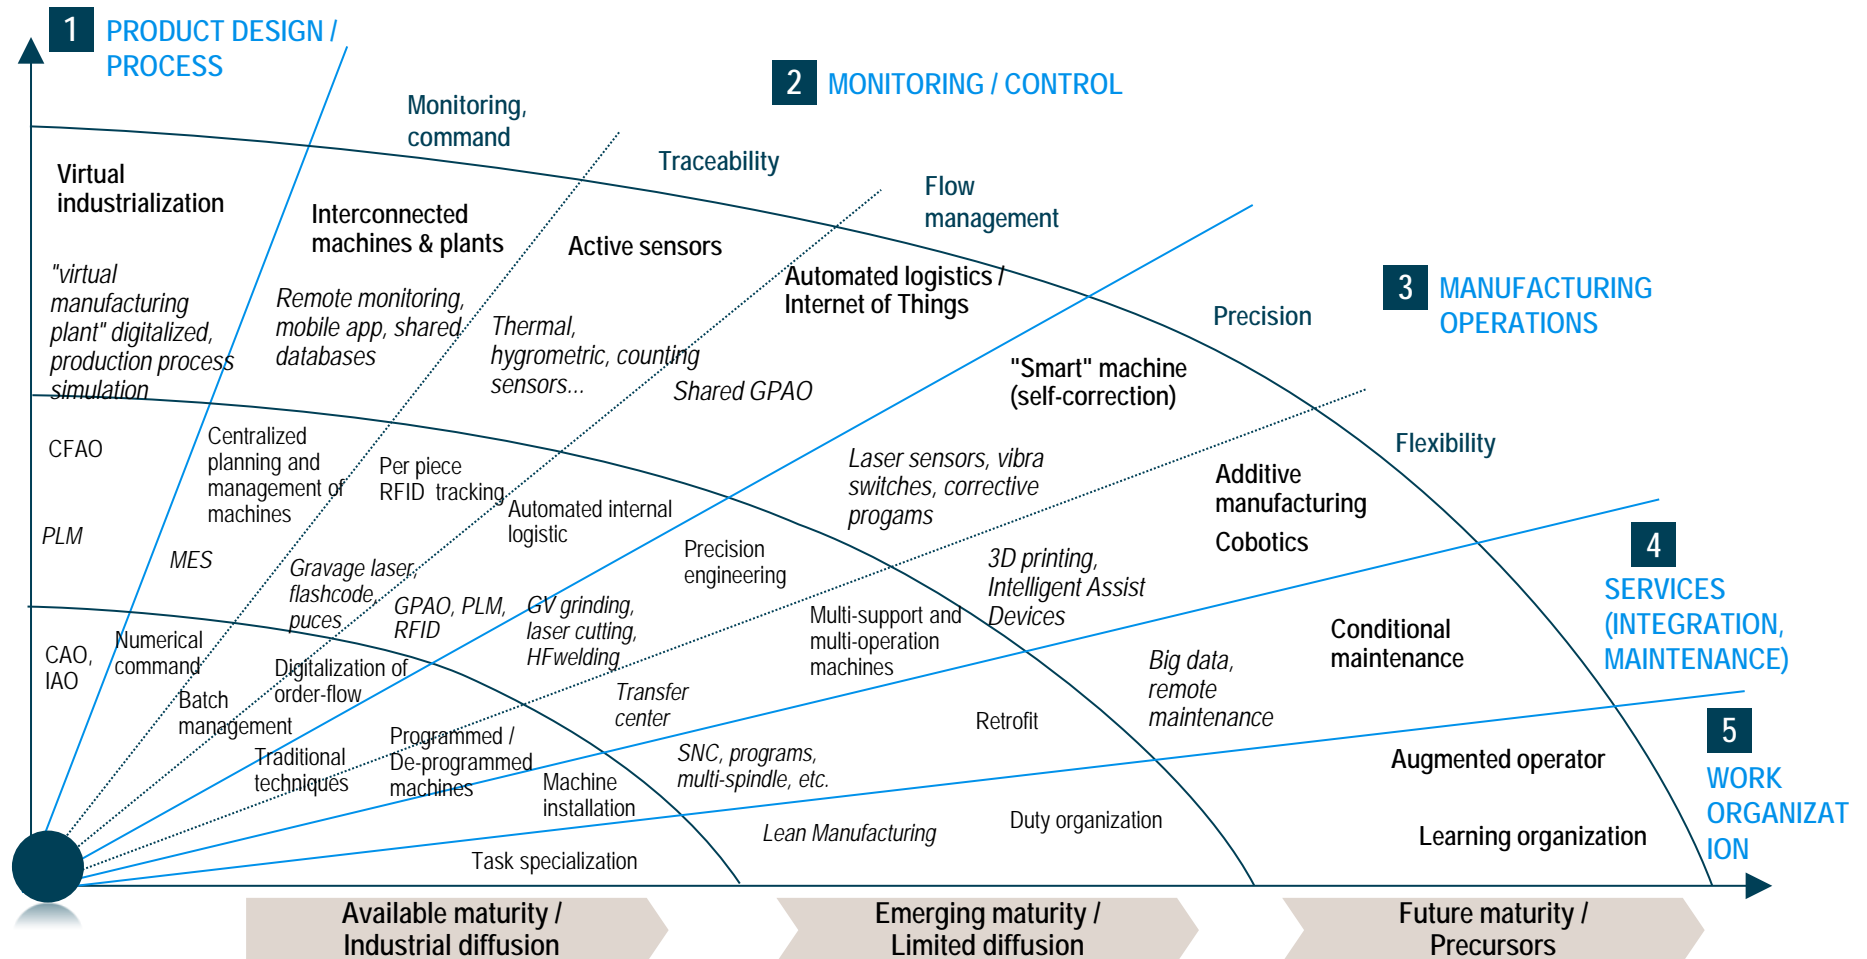 1
PRODUCT DESIGN /
PROCESS
2
MONITORING / CONTROL
Monitoring,
command
Traceability
Flow
management
3
MANUFACTURING
OPERATIONS
Precision
Flexibility
4
SERVICES
(INTEGRATION,
MAINTENANCE)
5
WORK
ORGANIZAT
ION
Virtual
industrialization
"virtual
manufacturing
plant" digitalized,
production process
simulation
Interconnected
machines & plants
Remote monitoring,
mobile app, shared
databases
Active sensors
Thermal,
hygrometric, counting
sensors...
Automated logistics /
Internet of Things
Shared GPAO
"Smart" machine
(self-correction)
Laser sensors, vibra
switches, corrective
progams
Additive
manufacturing
Cobotics
3D printing,
Intelligent Assist
Devices
Conditional
maintenance
Big data,
remote
maintenance
Augmented operator
Learning organization
CFAO
PLM
Centralized
planning and
management of
machines
MES
Per piece
RFID tracking
Gravage laser,
flashcode,
puces
Automated internal
logistic
GPAO, PLM,
RFID
Precision
engineering
GV grinding,
laser cutting,
HFwelding
Multi-support and
multi-operation
machines
Transfer
center
Retrofit
SNC, programs,
multi-spindle, etc.
Duty organization
Lean Manufacturing
CAO,
IAO
Numerical
command
Batch
management
Digitalization of
order-flow
Traditional
techniques
Programmed /
De-programmed
machines
Machine
installation
Task specialization
Available maturity /
Industrial diffusion
Emerging maturity /
Limited diffusion
Future maturity /
Precursors